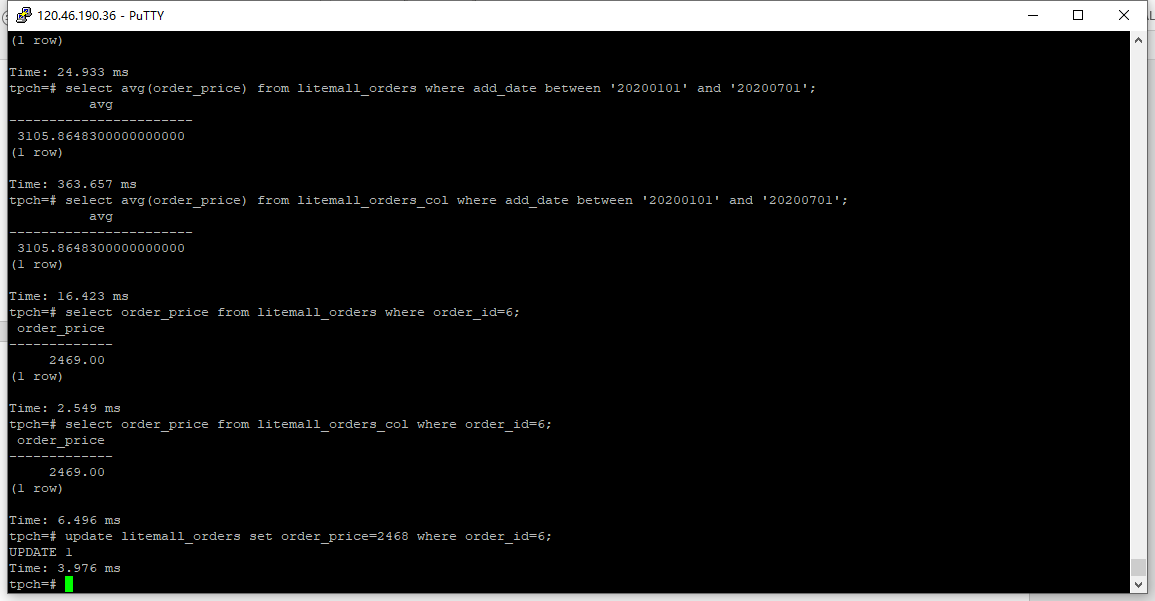 120.46.190.36 - PuTTY
(1 row)
Time: 24.933 ms
tpch=# select avg(order_price) from litemall_orders where add_date between '20200101' and '20200701';
avg
------------------------
3105.8648300000000000
(1 row)
Time: 363.657 ms
tpch=# select avg(order_price) from litemall_orders_col where add_date between '20200101' and '20200701';
avg
------------------------
3105.8648300000000000
(1 row)
Time: 16.423 ms
tpch=# select order_price from litemall_orders where order_id=6;
order_price
-------------
2469.00
(1 row)
Time: 2.549 ms
tpch=# select order_price from litemall_orders_col where order_id=6;
order_price
-------------
2469.00
(1 row)
Time: 6.496 ms
tpch=# update litemall_orders set order_price=2468 where order_id=6;
UPDATE 1
Time: 3.976 ms
tpch=#